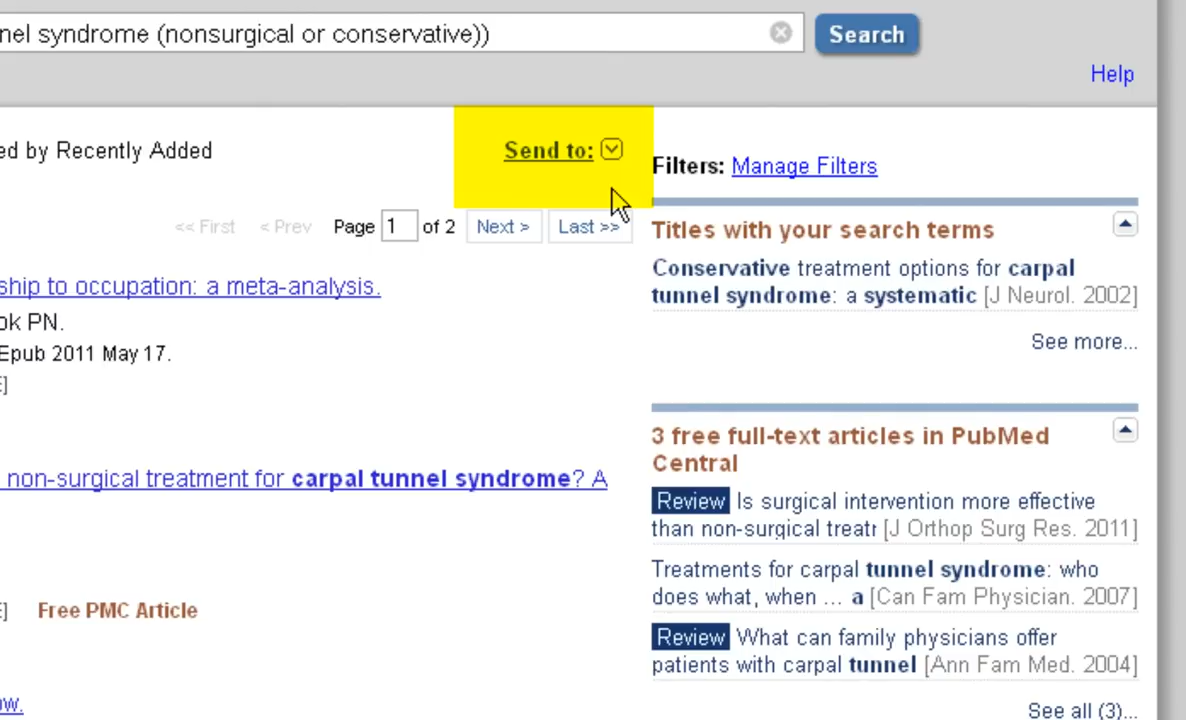 nel syndrome (nonsurgical or conservative))
Search
Help
ed by Recently Added
Send to:
Filters: Manage Filters
<< First < Prev Page 1 of 2 Next > Last >>
Titles with your search terms
Conservative treatment options for carpal
tunnel syndrome: a systematic [J Neurol. 2002]
See more...
ship to occupation: a meta-analysis.
ok PN.
Epub 2011 May 17.
E]
3 free full-text articles in PubMed
Central
non-surgical treatment for carpal tunnel syndrome? A
Review Is surgical intervention more effective
than non-surgical treatr [J Orthop Surg Res. 2011]
Treatments for carpal tunnel syndrome: who
does what, when ... a [Can Fam Physician. 2007]
E] Free PMC Article
Review What can family physicians offer
patients with carpal tunnel [Ann Fam Med. 2004]
ow.
See all (3)...